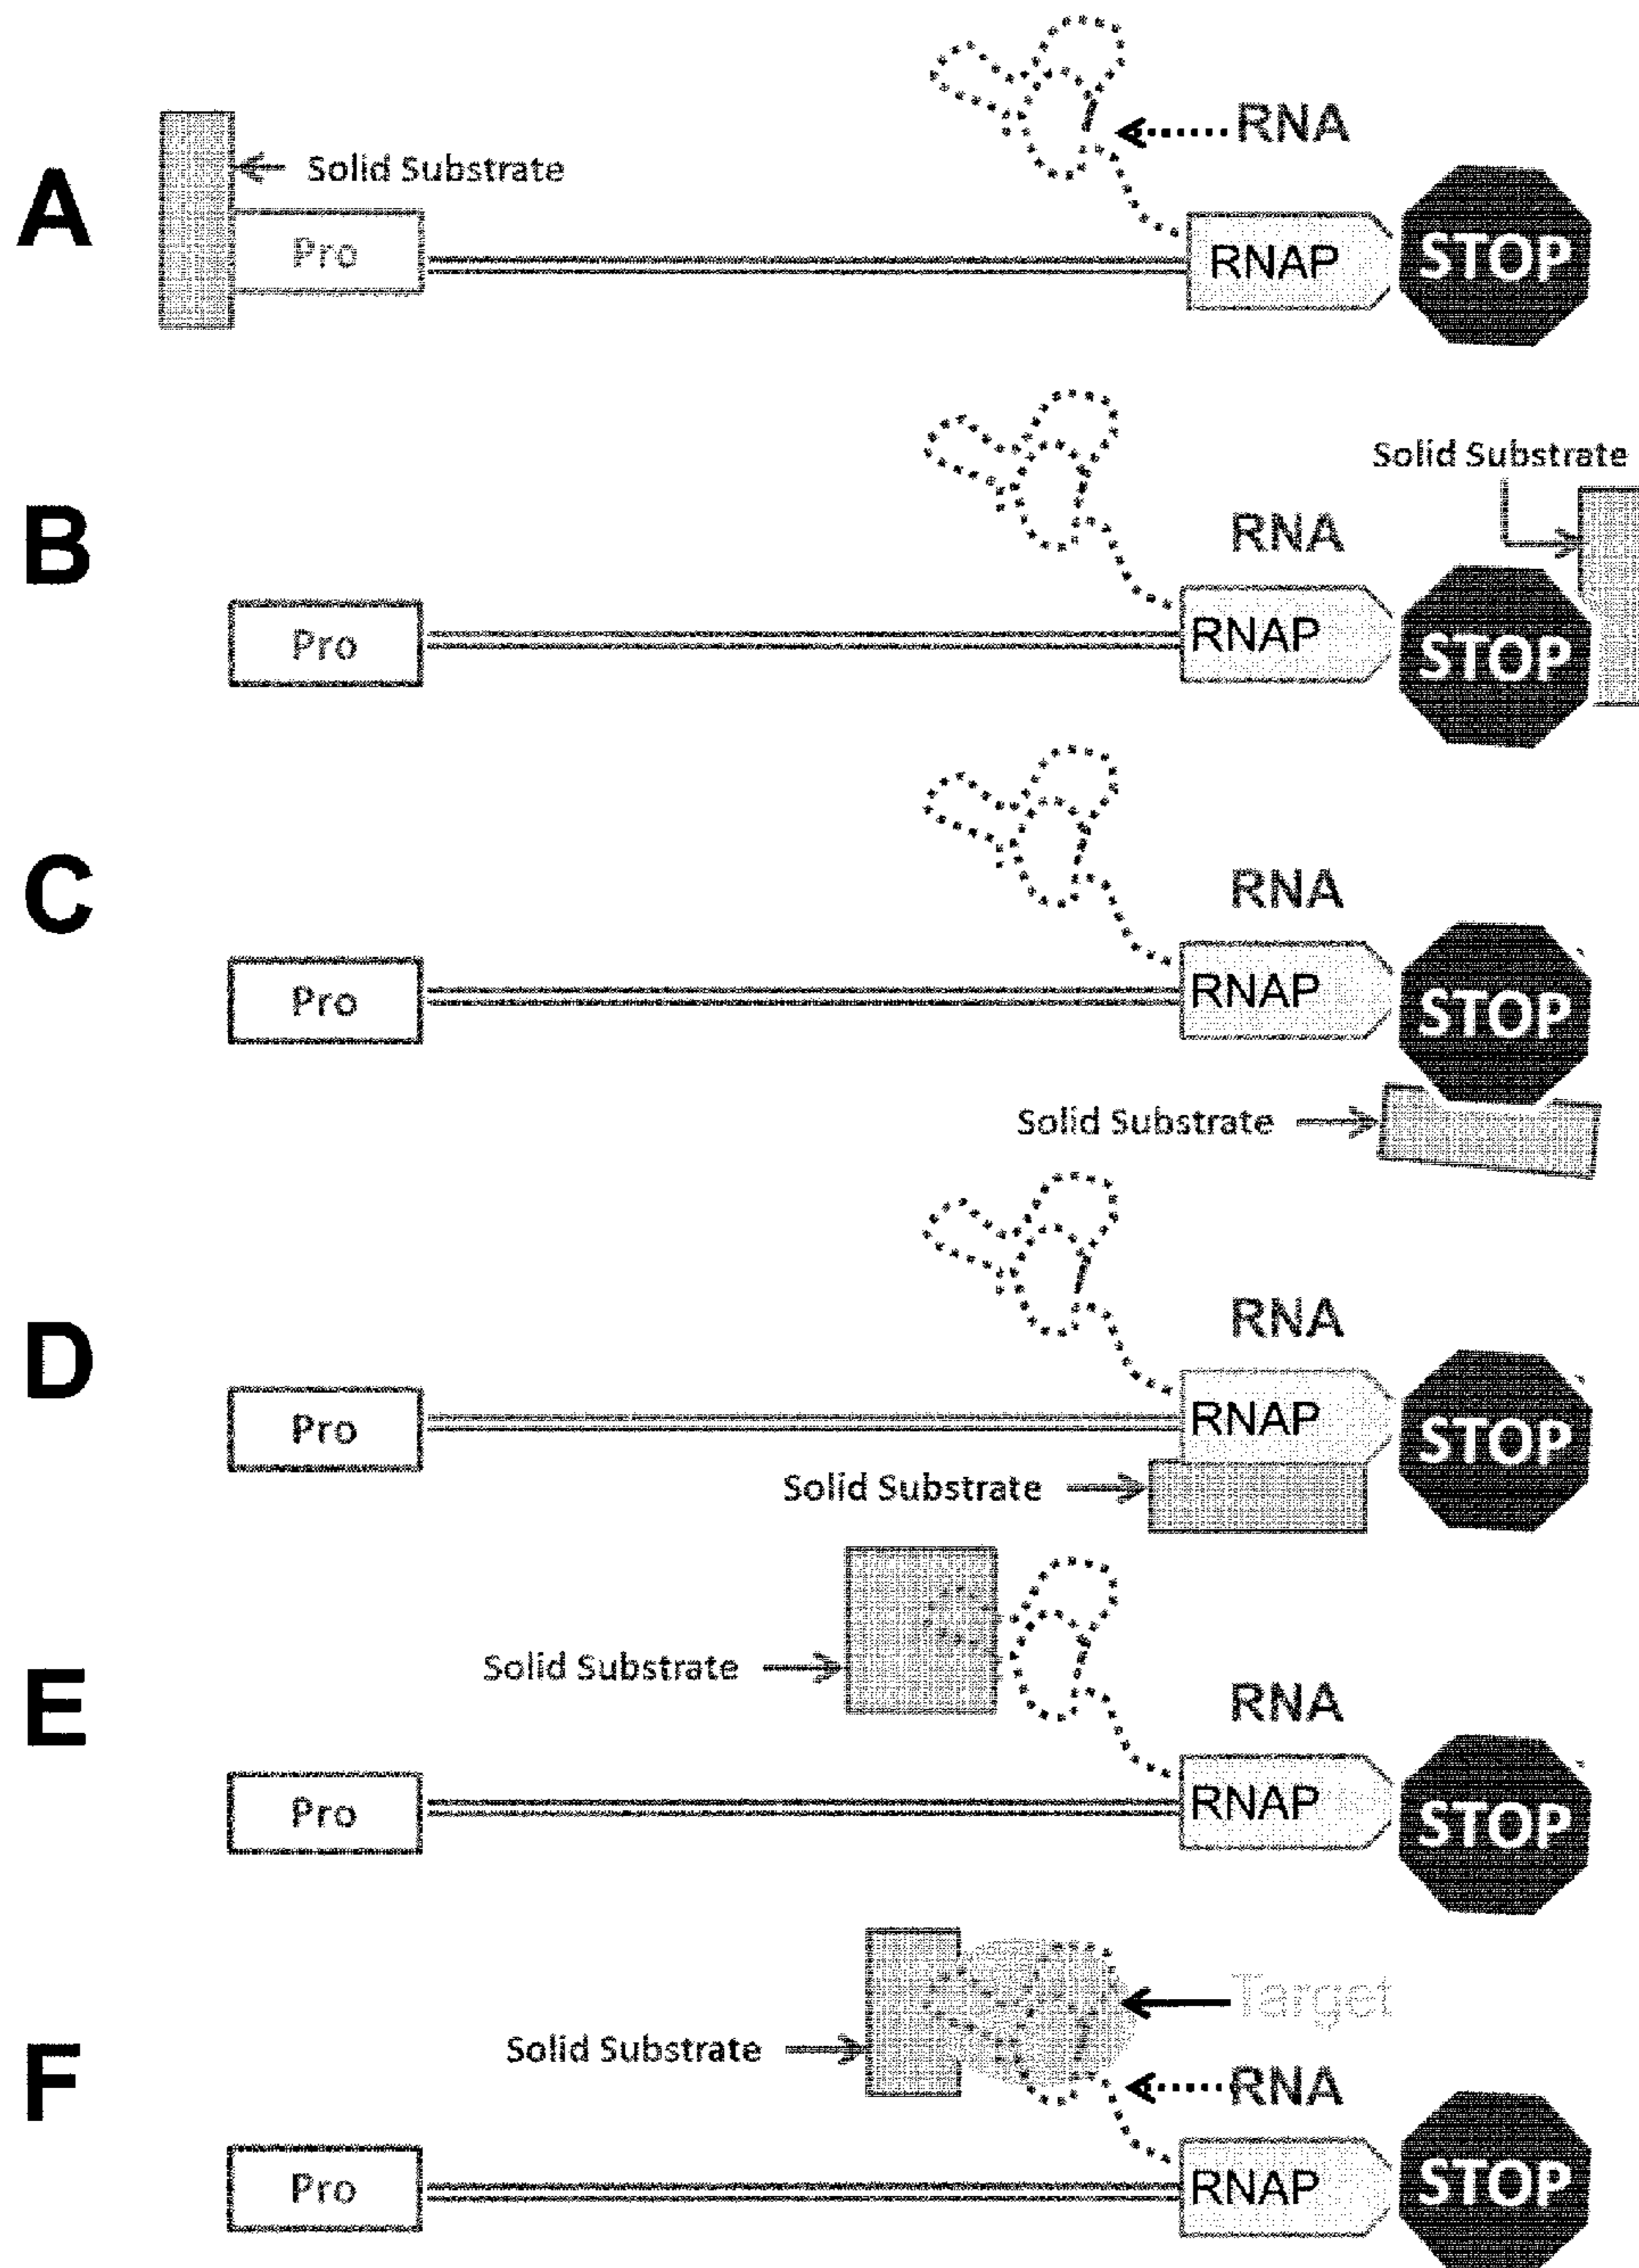 RNA
A
Solid Substrate
Pro
RNAP
STOP
Solid Substrate
B
RNA
Pro
RNAP
STOP
C
RNA
Pro
RNAP
STOP
Solid Substrate
D
RNA
Pro
RNAP
STOP
Solid Substrate
E
Solid Substrate
RNA
Pro
RNAP
STOP
Target
F
Solid Substrate
RNA
Pro
RNAP
STOP